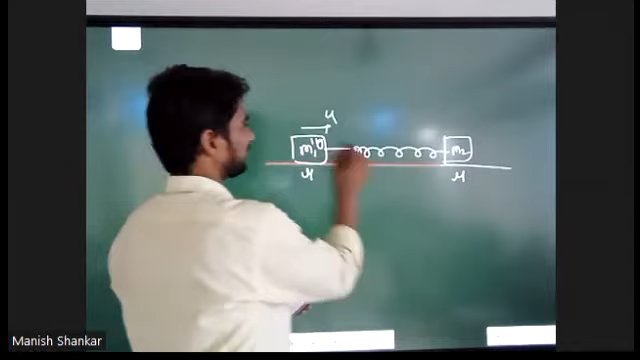 u
m₁ m₂
μ μ
Manish Shankar